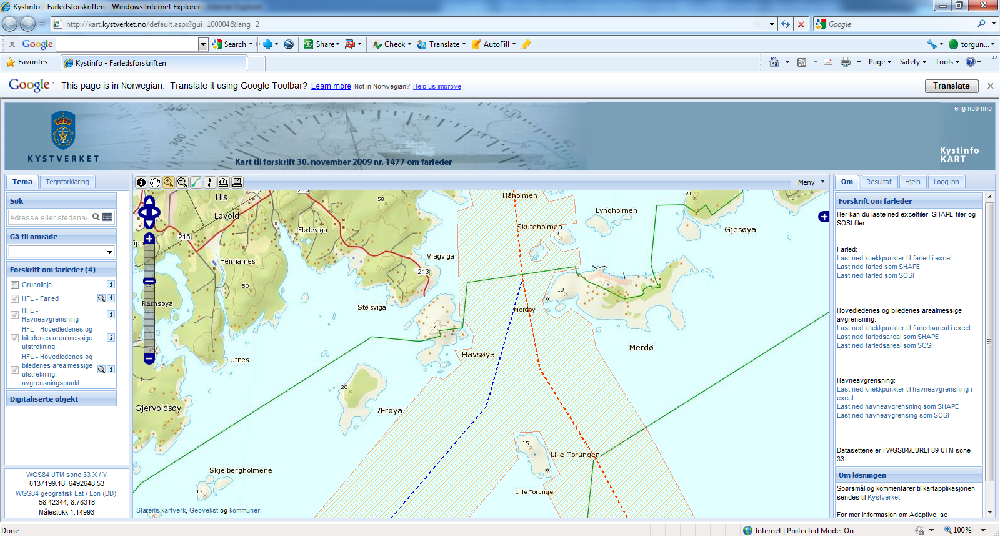 Kystinfo - Farledsforskriften - Windows Internet Explorer
http://kart.kystverket.no/default.aspx?gui=100004&lang=2
Google
Google
Search
Share
Check
Translate
AutoFill
torgun...
Favorites
Kystinfo - Farledsforskriften
Page
Safety
Tools
Google™ This page is in Norwegian. Translate it using Google Toolbar? Learn more Not in Norwegian? Help us improve
Translate
eng nob nno
300
KYSTVERKET
Kart til forskrift 30. november 2009 nr. 1477 om farleder
Kystinfo
KART
Tema
Tegnforklaring
Søk
Adresse eller stedsnav
Gå til område
Forskrift om farleder (4)
Grunnlinje
HFL - Farled
HFL -
Havneavgrensning
HFL - Hovedledenes og
biledenes arealmessige
utstrekning
HFL - Hovedledenes og
biledenes arealmessige
utstrekning,
avgrensningspunkt
Digitaliserte objekt
WGS84 UTM sone 33 X / Y
0137199.18, 6492648.53
WGS84 geografisk Lat / Lon (DD):
58.42344, 8.78318
Målestokk 1:14993
Meny
His
58
Håholmen
21
Løvold
Lyngholmen
Flødeviga
Skuteholmen
19
Gjesøya
215
Vragviga
Heimarnes
213
50
19
Stølsviga
Merdøy
27
Merdø
Havsøya
Utnes
20
Gjervoldsøy
Ærøya
15
Lille Torungen
Skjelbergholmene
17
Lille Torungen
Statens kartverk, Geovekst og kommuner
Om
Resultat
Hjelp
Logg inn
Forskrift om farleder
Her kan du laste ned excelfiler, SHAPE filer og
SOSI filer:
Farled:
Last ned knekkpunkter til farled i excel
Last ned farled som SHAPE
Last ned farled som SOSI
Hovedledenes og biledenes arealmessige
avgrensning:
Last ned knekkpunkter til farledsareal i excel
Last ned farledsareal som SHAPE
Last ned farledsareal som SOSI
Havneavgrensning:
Last ned knekkpunkter til havneavgrensning i
excel
Last ned havneavgrensning som SHAPE
Last ned havneavgrensing som SOSI
Datasettene er i WGS84/EUREF89 UTM sone
33.
Om løsningen
Spørsmål og kommentarer til kartapplikasjonen
sendes til Kystverket
For mer informasjon om Adaptive, se
Done
Internet | Protected Mode: On
100%